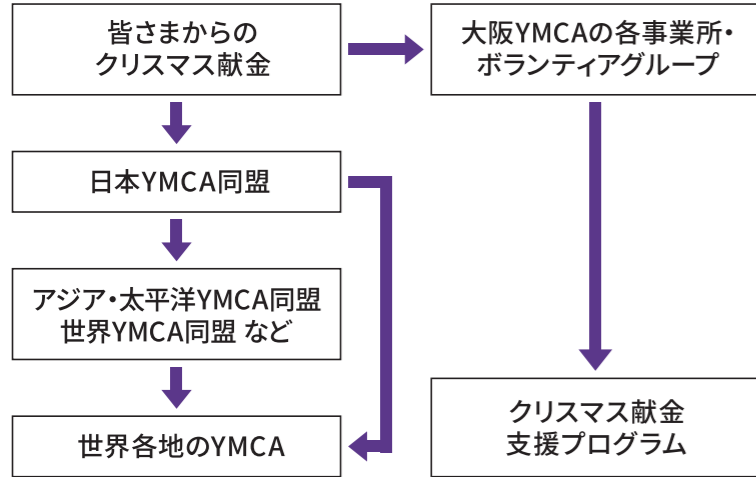 皆さまからの
クリスマス献金
大阪YMCAの各事業所・
ボランティアグループ
日本YMCA同盟
アジア・太平洋YMCA同盟
世界YMCA同盟 など
世界各地のYMCA
クリスマス献金
支援プログラム